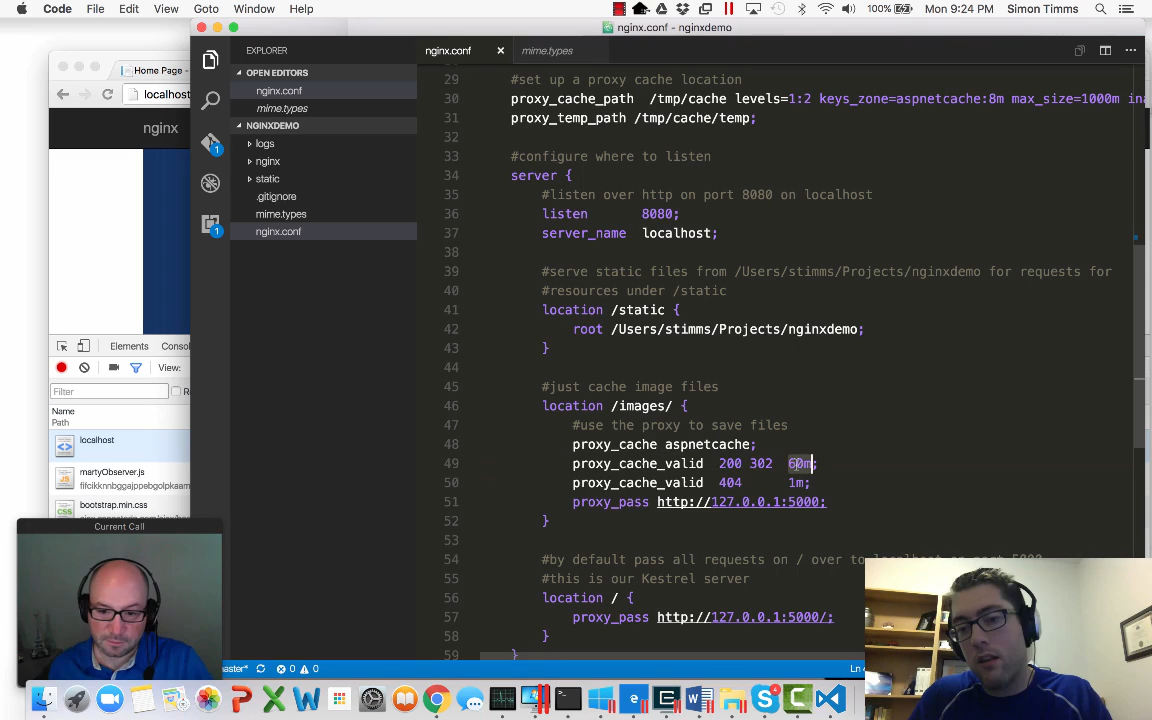 Code File Edit View Goto Window Help 100% Mon 9:24 PM Simon Timms
nginx.conf - nginxdemo
EXPLORER
OPEN EDITORS
nginx.conf
mime.types
NGINXDEMO
logs
nginx
static
.gitignore
mime.types
nginx.conf
nginx.conf
mime.types
29 #set up a proxy cache location
30 proxy_cache_path /tmp/cache levels=1:2 keys_zone=aspnetcache:8m max_size=1000m ina
31 proxy_temp_path /tmp/cache/temp;
32
33 #configure where to listen
34 server {
35 #listen over http on port 8080 on localhost
36 listen 8080;
37 server_name localhost;
38
39 #serve static files from /Users/stimms/Projects/nginxdemo for requests for
40 #resources under /static
41 location /static {
42 root /Users/stimms/Projects/nginxdemo;
43 }
44
45 #just cache image files
46 location /images/ {
47 #use the proxy to save files
48 proxy_cache aspnetcache;
49 proxy_cache_valid 200 302 60m;
50 proxy_cache_valid 404 1m;
51 proxy_pass http://127.0.0.1:5000;
52 }
53
54 #by default pass all requests on / over to localhost on port 5000
55 #this is our Kestrel server
56 location / {
57 proxy_pass http://127.0.0.1:5000/;
58 }
59 }
Home Page -
localhost
nginx
Elements Consol
View:
Filter
Name
Path
localhost
martyObserver.js
bootstrap.min.css
Current Call
aster* 0 0
Ln